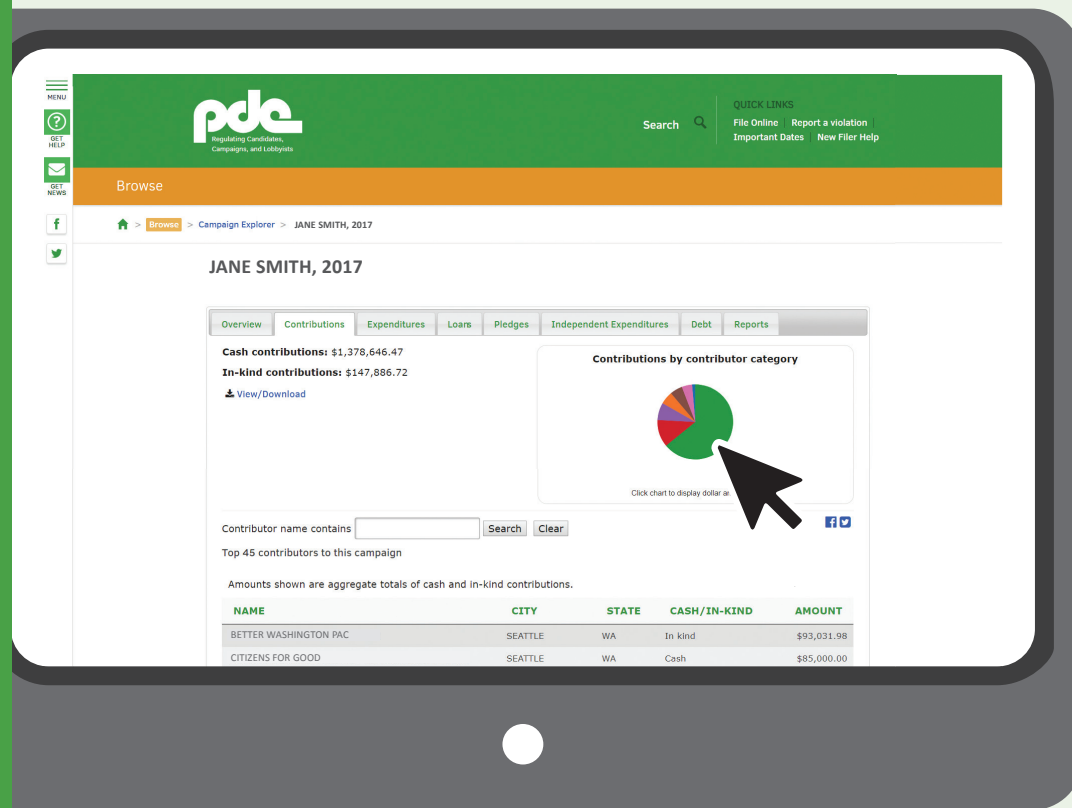 MENU
?
GET
HELP
GET
NEWS
f
pdc
Regulating Candidates,
Campaigns, and Lobbyists
Search
QUICK LINKS
File Online | Report a violation |
Important Dates | New Filer Help
Browse
> Browse > Campaign Explorer > JANE SMITH, 2017
JANE SMITH, 2017
Overview Contributions Expenditures Loans Pledges Independent Expenditures Debt Reports
Cash contributions: $1,378,646.47
In-kind contributions: $147,886.72
View/Download
Contributions by contributor category
Click chart to display dollar
Contributor name contains Search Clear
f
Top 45 contributors to this campaign
Amounts shown are aggregate totals of cash and in-kind contributions.
NAME CITY STATE CASH/IN-KIND AMOUNT
BETTER WASHINGTON PAC SEATTLE WA In kind $93,031.98
CITIZENS FOR GOOD SEATTLE WA Cash $85,000.00